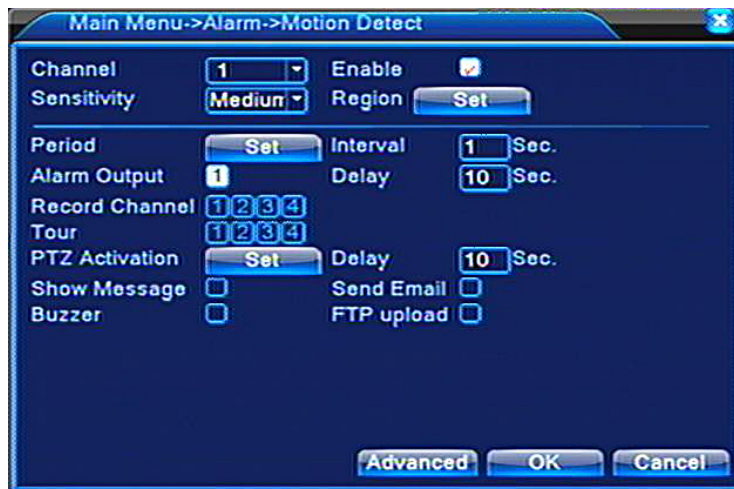 Main Menu->Alarm->Motion Detect
Channel 1 Enable
Sensitivity Medium Region Set
Period Set Interval 1 Sec.
Alarm Output 1 Delay 10 Sec.
Record Channel 1 2 3 4
Tour 1 2 3 4
PTZ Activation Set Delay 10 Sec.
Show Message Send Email
Buzzer FTP upload
Advanced OK Cancel